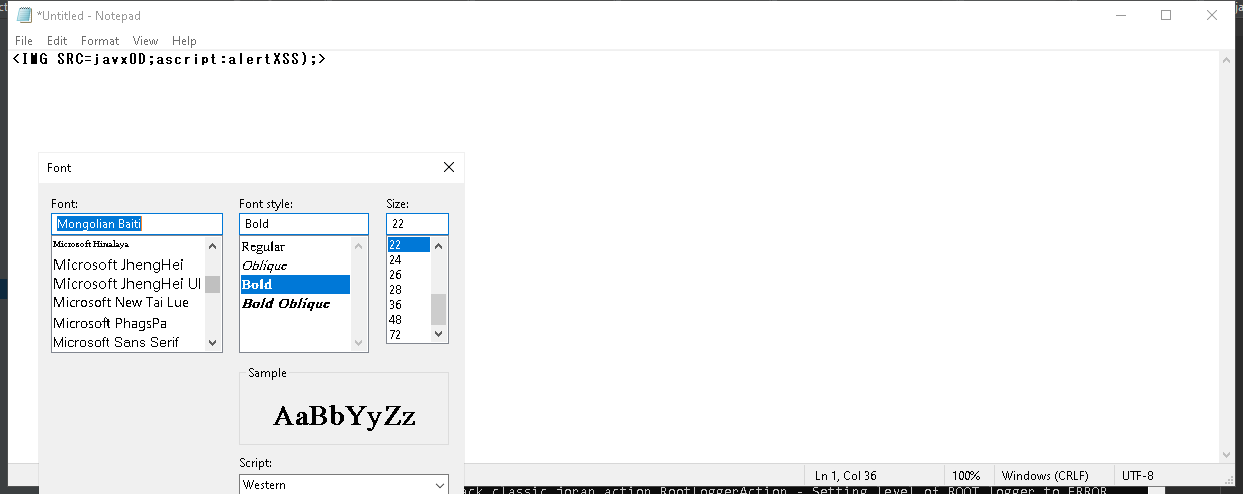 *Untitled - Notepad
File Edit Format View Help
<IMG SRC=javx0D;ascript:alertXSS);>
Font
Font: Font style: Size:
Mongolian Baiti Bold 22
Microsoft Himalaya Regular 22
Microsoft JhengHei Oblique 24
Microsoft JhengHei UI Bold 26
Microsoft New Tai Lue Bold Oblique 28
Microsoft PhagsPa 36
Microsoft Sans Serif 48
72
Sample
AaBbYyZz
Script:
Western
Ln 1, Col 36 100% Windows (CRLF) UTF-8
ack.classic.joran.action.RootLoggerAction - Setting level of ROOT logger to ERROR